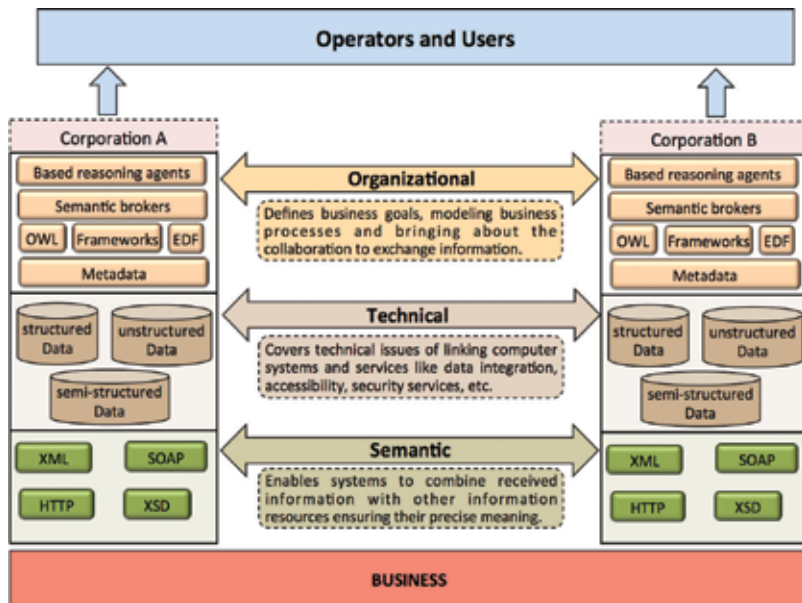 Operators and Users
Corporation A
Based reasoning agents
Semantic brokers
OWL
Frameworks
EDF
Metadata
structured
Data
unstructured
Data
semi-structured
Data
XML
SOAP
HTTP
XSD
Organizational
Defines business goals, modeling business
processes and bringing about the
collaboration to exchange information.
Technical
Covers technical issues of linking computer
systems and services like data integration,
accessibility, security services, etc.
Semantic
Enables systems to combine received
information with other information
resources ensuring their precise meaning.
Corporation B
Based reasoning agents
Semantic brokers
OWL
Frameworks
EDF
Metadata
structured
Data
unstructured
Data
semi-structured
Data
XML
SOAP
HTTP
XSD
BUSINESS